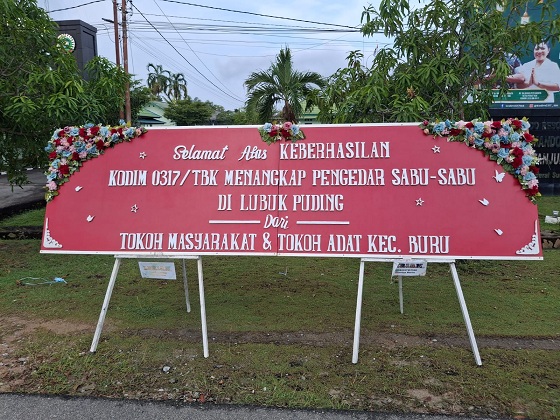 Selamat Atas KEBERHASILAN
KODIM 0317/TBK MENANGKAP PENGEDAR SABU-SABU
DI LUBUK PUDING
Dari
TOKOH MASYARAKAT & TOKOH ADAT KEC. BURU